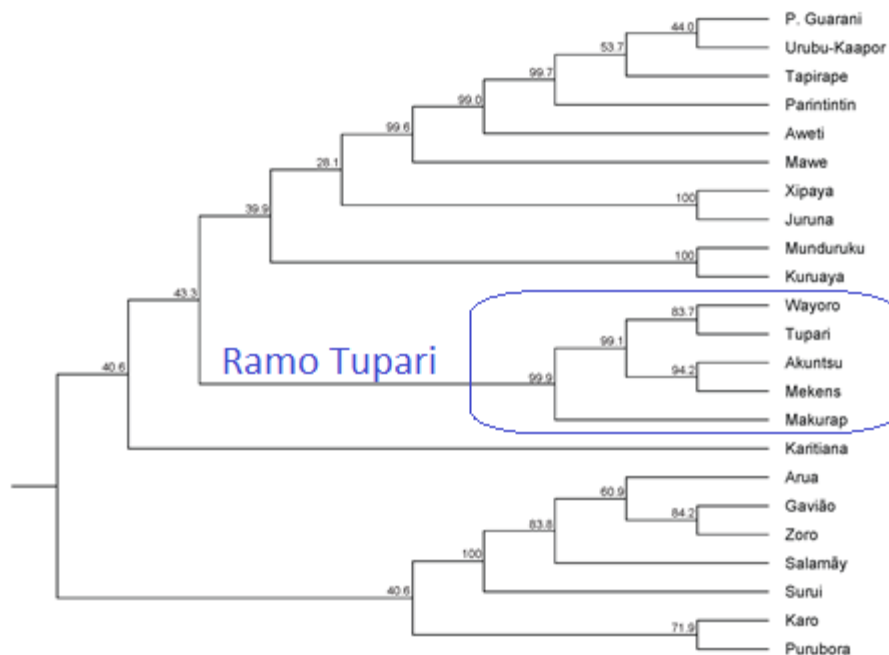 44.0 P. Guarani
53.7 Urubu-Kaapor
99.7 Tapirape
99.0 Parintintin
99.6 Aweti
28.1 Mawe
39.9 100 Xipaya
Juruna
100 Munduruku
Kuruaya
43.3 83.7 Wayoro
99.1 Tupari
40.6 Ramo Tupari 94.2 Akuntsu
99.9 Mekens
Makurap
Karitiana
60.9 Arua
84.2 Gavião
83.8 Zoro
100 Salamãy
40.6 Surui
71.9 Karo
Purubora